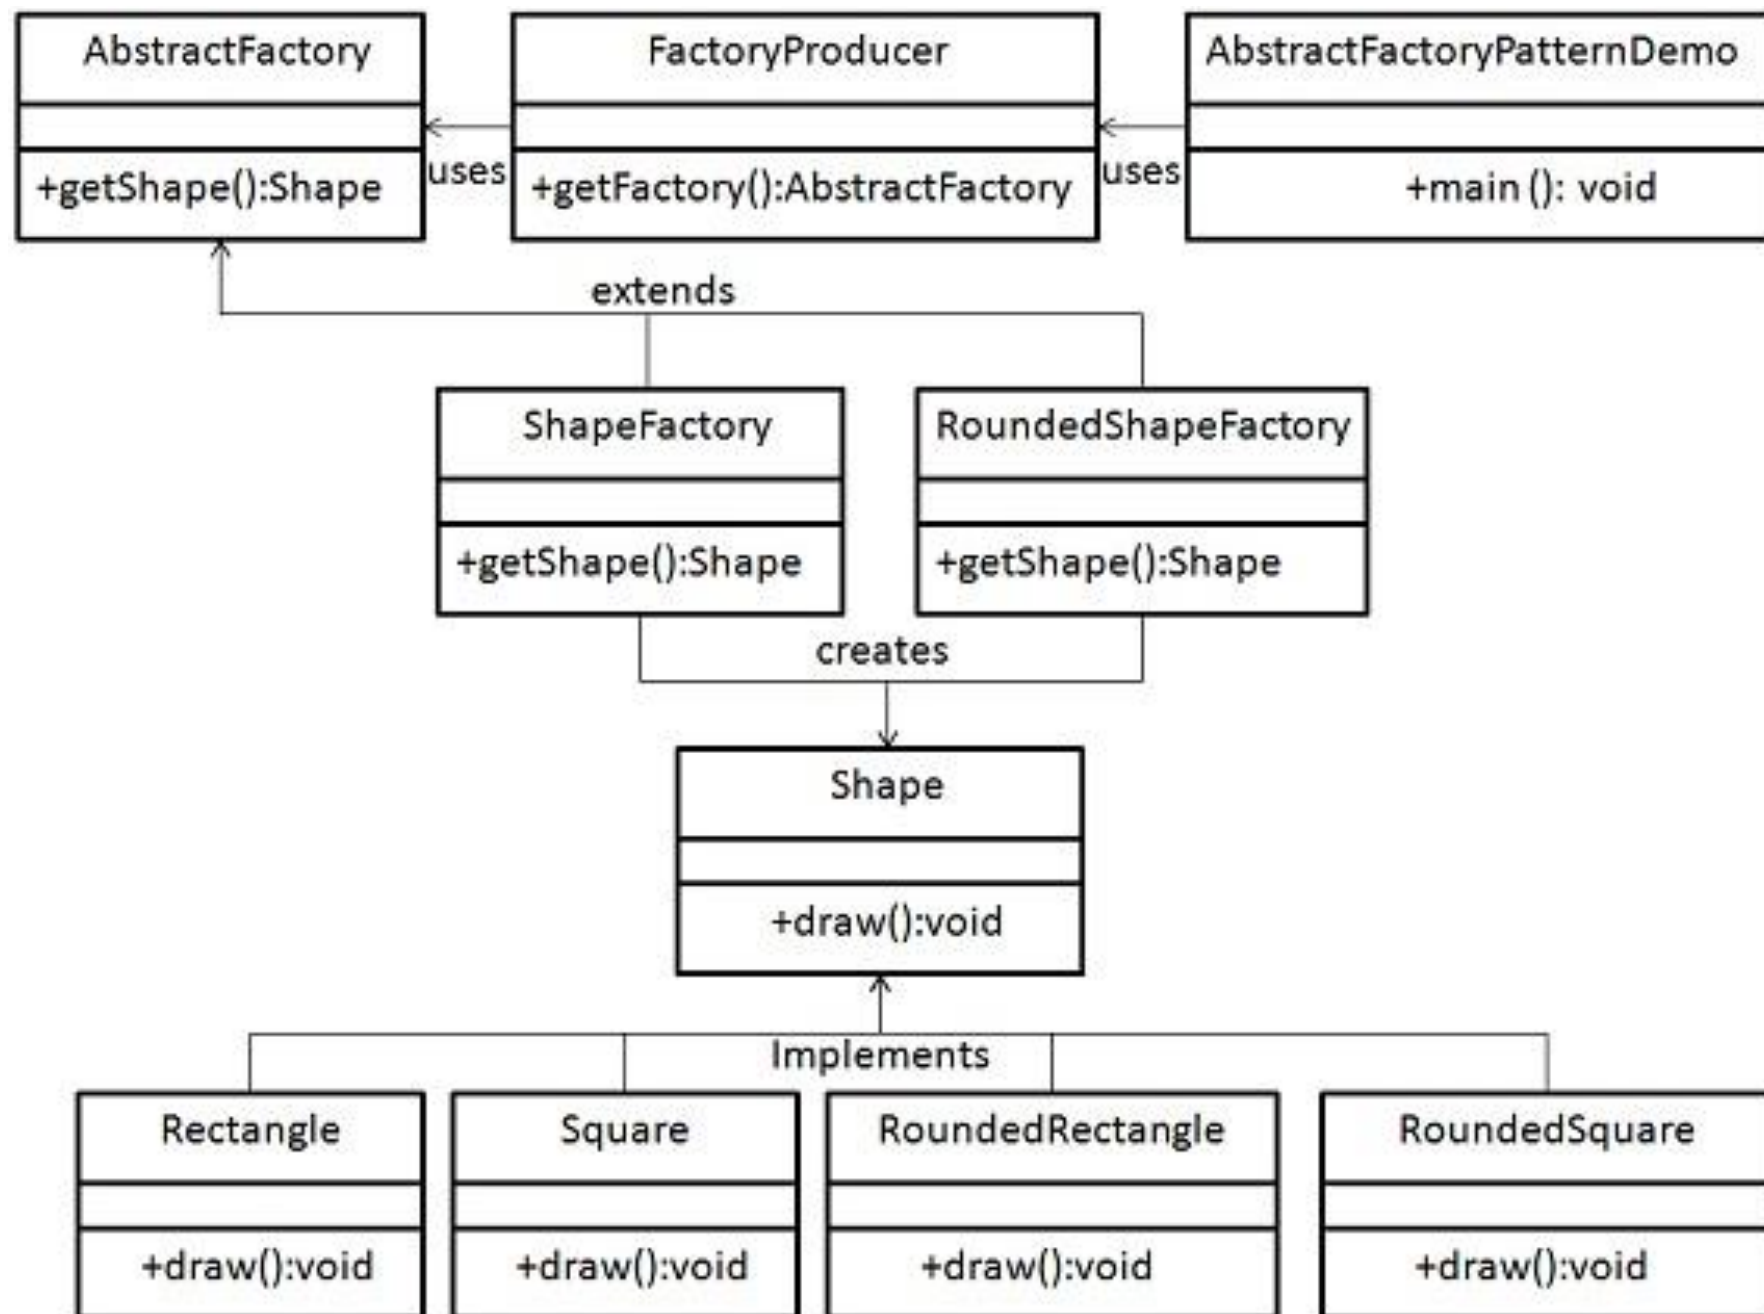 AbstractFactory
+getShape():Shape
uses
FactoryProducer
+getFactory():AbstractFactory
uses
AbstractFactoryPatternDemo
+main (): void
extends
ShapeFactory
+getShape():Shape
RoundedShapeFactory
+getShape():Shape
creates
Shape
+draw():void
Implements
Rectangle
+draw():void
Square
+draw():void
RoundedRectangle
+draw():void
RoundedSquare
+draw():void